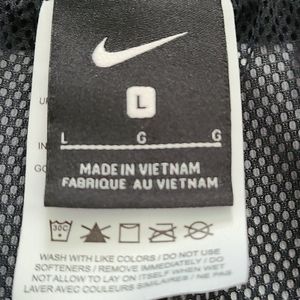 L
L G G
MADE IN VIETNAM
FABRIQUE AU VIETNAM
30C
WASH WITH LIKE COLORS / DO NOT USE
SOFTENERS / REMOVE IMMEDIATELY / DO
NOT ALLOW TO LAY ON ITSELF WHEN WET
LAVER AVEC COULEURS SIMILAIRES / NE PAS